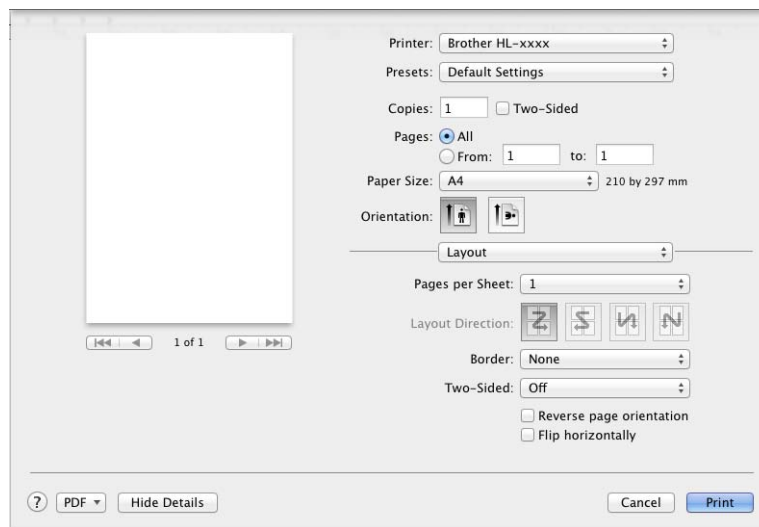 Printer: Brother HL-xxxx
Presets: Default Settings
Copies: 1 Two-Sided
Pages: All
From: 1 to: 1
Paper Size: A4 210 by 297 mm
Orientation:
Layout
Pages per Sheet: 1
Layout Direction:
Border: None
Two-Sided: Off
Reverse page orientation
Flip horizontally
1 of 1
? PDF Hide Details Cancel Print